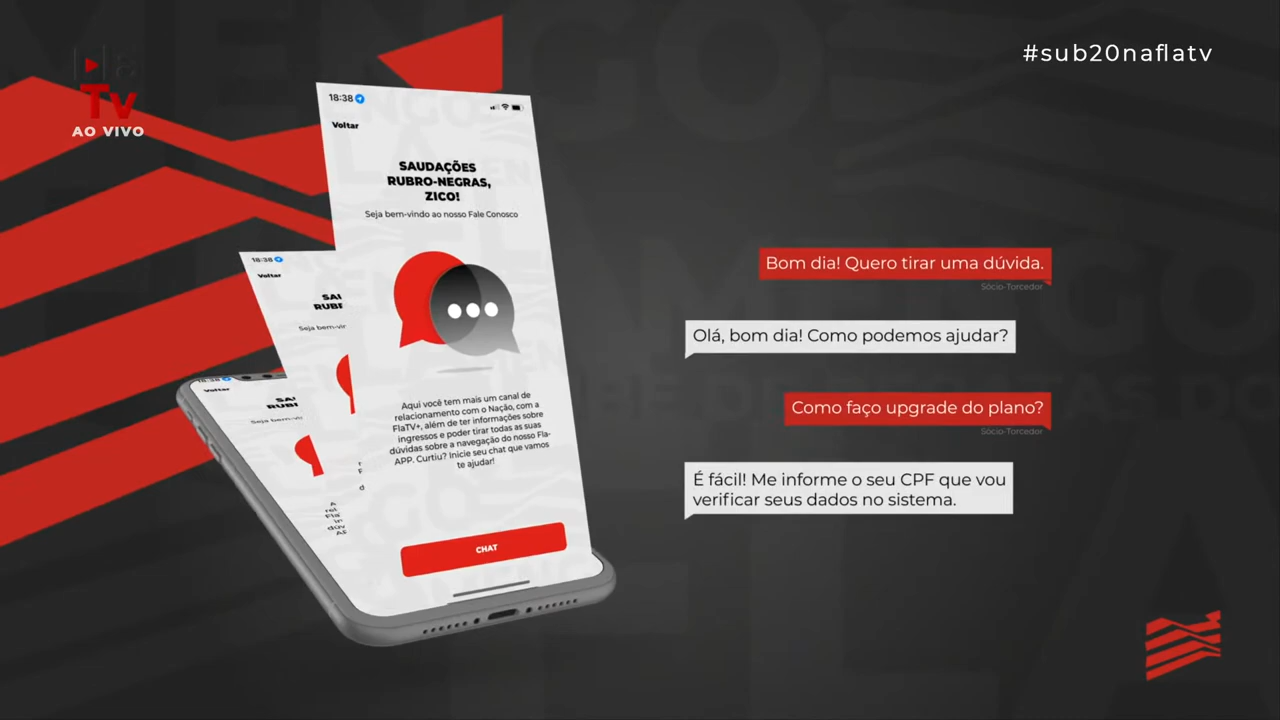 #sub20naflatv
Tv
AO VIVO
18:38
Voltar
SAUDAÇÕES
RUBRO-NEGRAS,
ZICO!
Seja bem-vindo ao nosso Fale Conosco
Aqui você tem mais um canal de
relacionamento com o Nação, com a
FlaTV+, além de ter informações sobre
ingressos e poder tirar todas as suas
dúvidas sobre a navegação do nosso Fla-
APP. Curtiu? Inicie seu chat que vamos
te ajudar!
CHAT
18:38
Voltar
Seja bem-vin
18:38
Voltar
Bom dia! Quero tirar uma dúvida.
Sócio-Torcedor
Olá, bom dia! Como podemos ajudar?
Como faço upgrade do plano?
Sócio-Torcedor
É fácil! Me informe o seu CPF que vou
verificar seus dados no sistema.